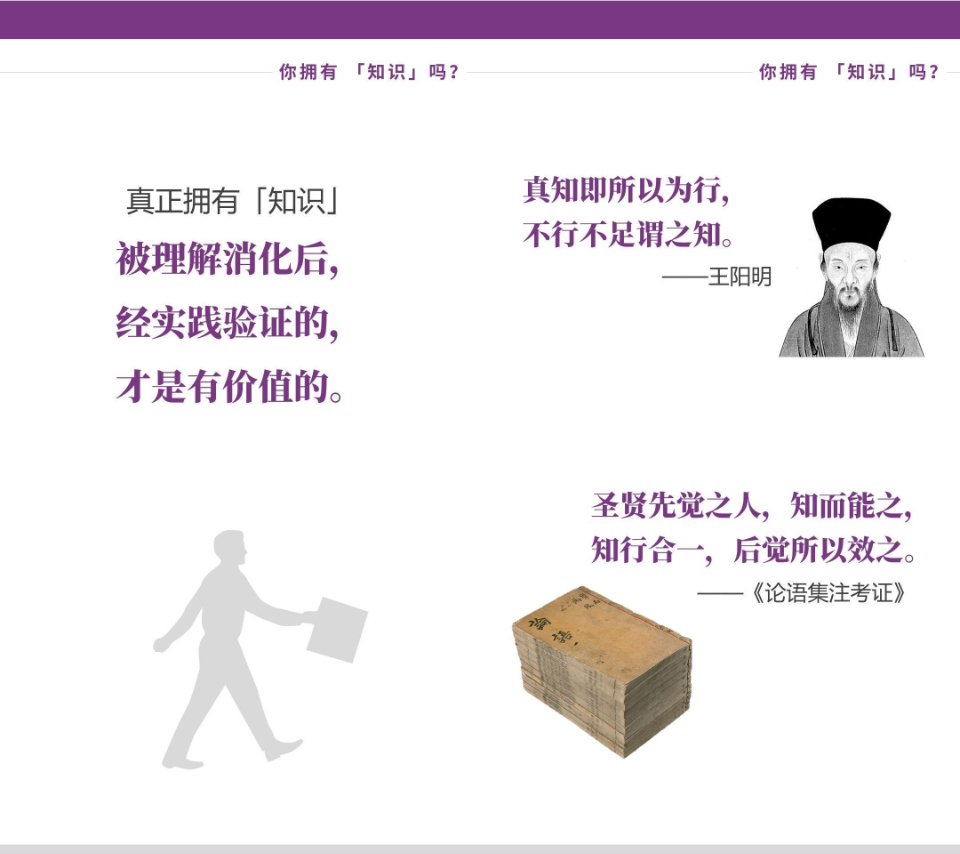 你拥有 「知识」吗?
真正拥有「知识」
被理解消化后,
经实践验证的,
才是有价值的。
你拥有 「知识」吗?
真知即所以为行,
不行不足谓之知。
——王阳明
圣贤先觉之人，知而能之,
知行合一，后觉所以效之。
——《论语集注考证》
論語